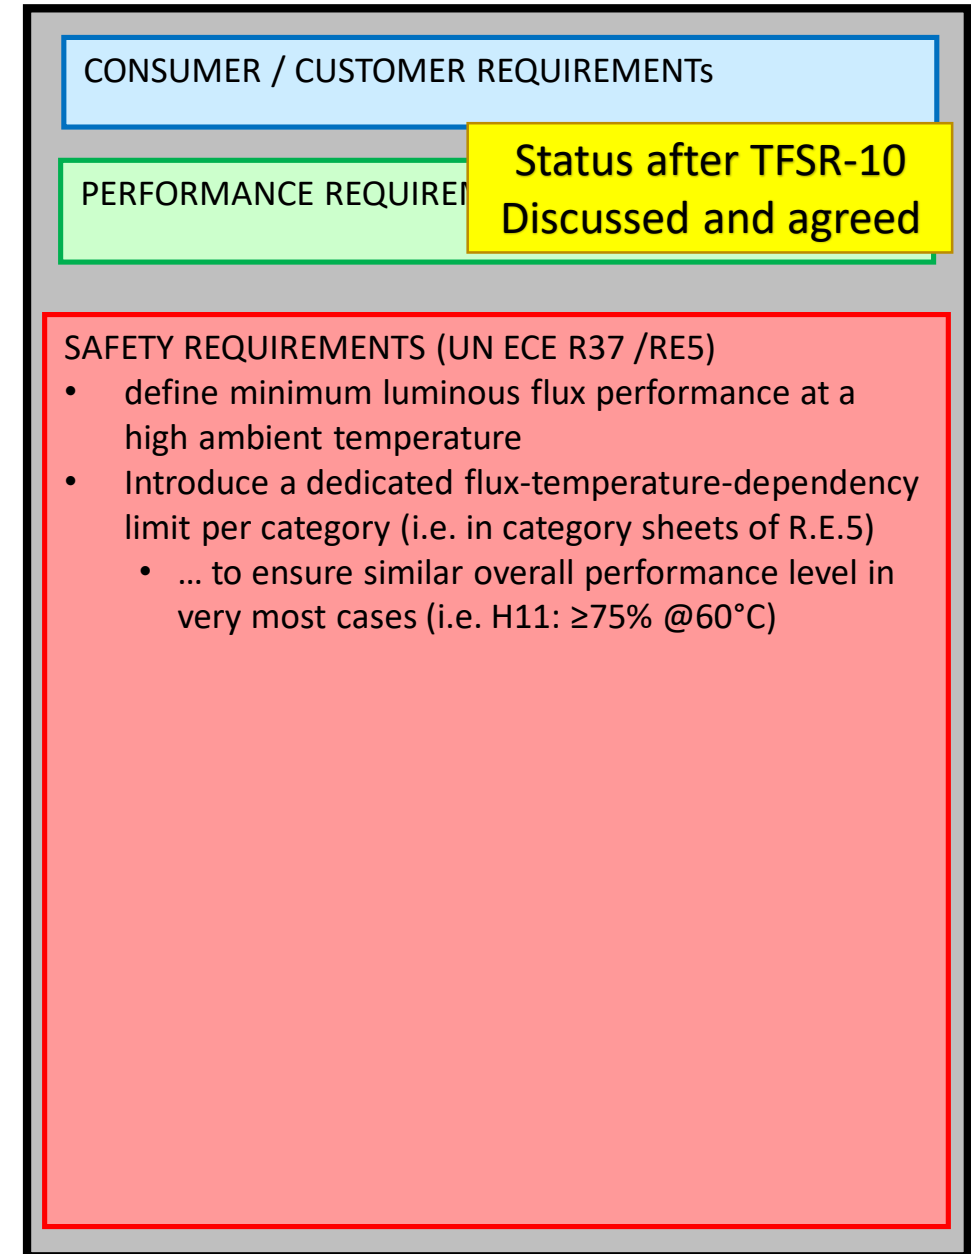 CONSUMER / CUSTOMER REQUIREMENTs
Status after TFSR-10
Discussed and agreed
PERFORMANCE
SAFETY REQUIREMENTS (UN ECE R37 /RE5)
• define minimum luminous flux performance at a
high ambient temperature
• Introduce a dedicated flux-temperature-dependency
limit per category (i.e. in category sheets of R.E.5)
• … to ensure similar overall performance level in
very most cases (i.e. H11: ≥75% @60°C)